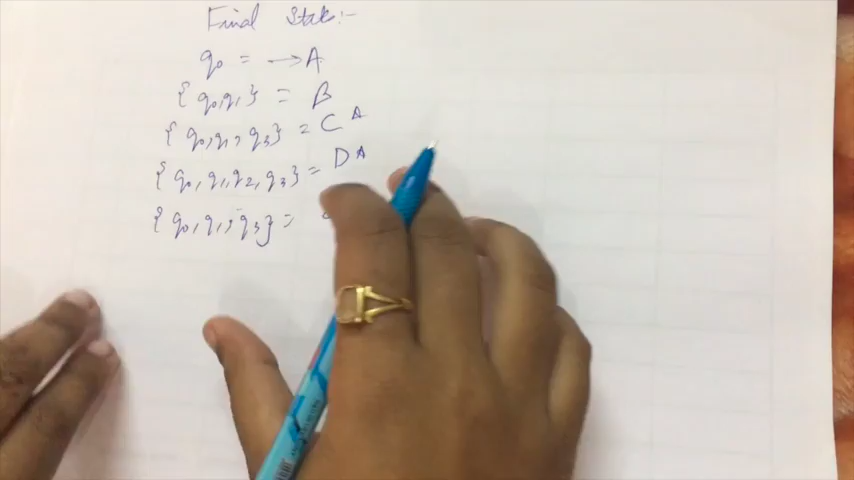 Final State:-
q0 = →A
{q0,q1} = B
{q0,q1,q3} = C A
{q0,q1,q2,q3} = D A
{q0,q1,q3} =